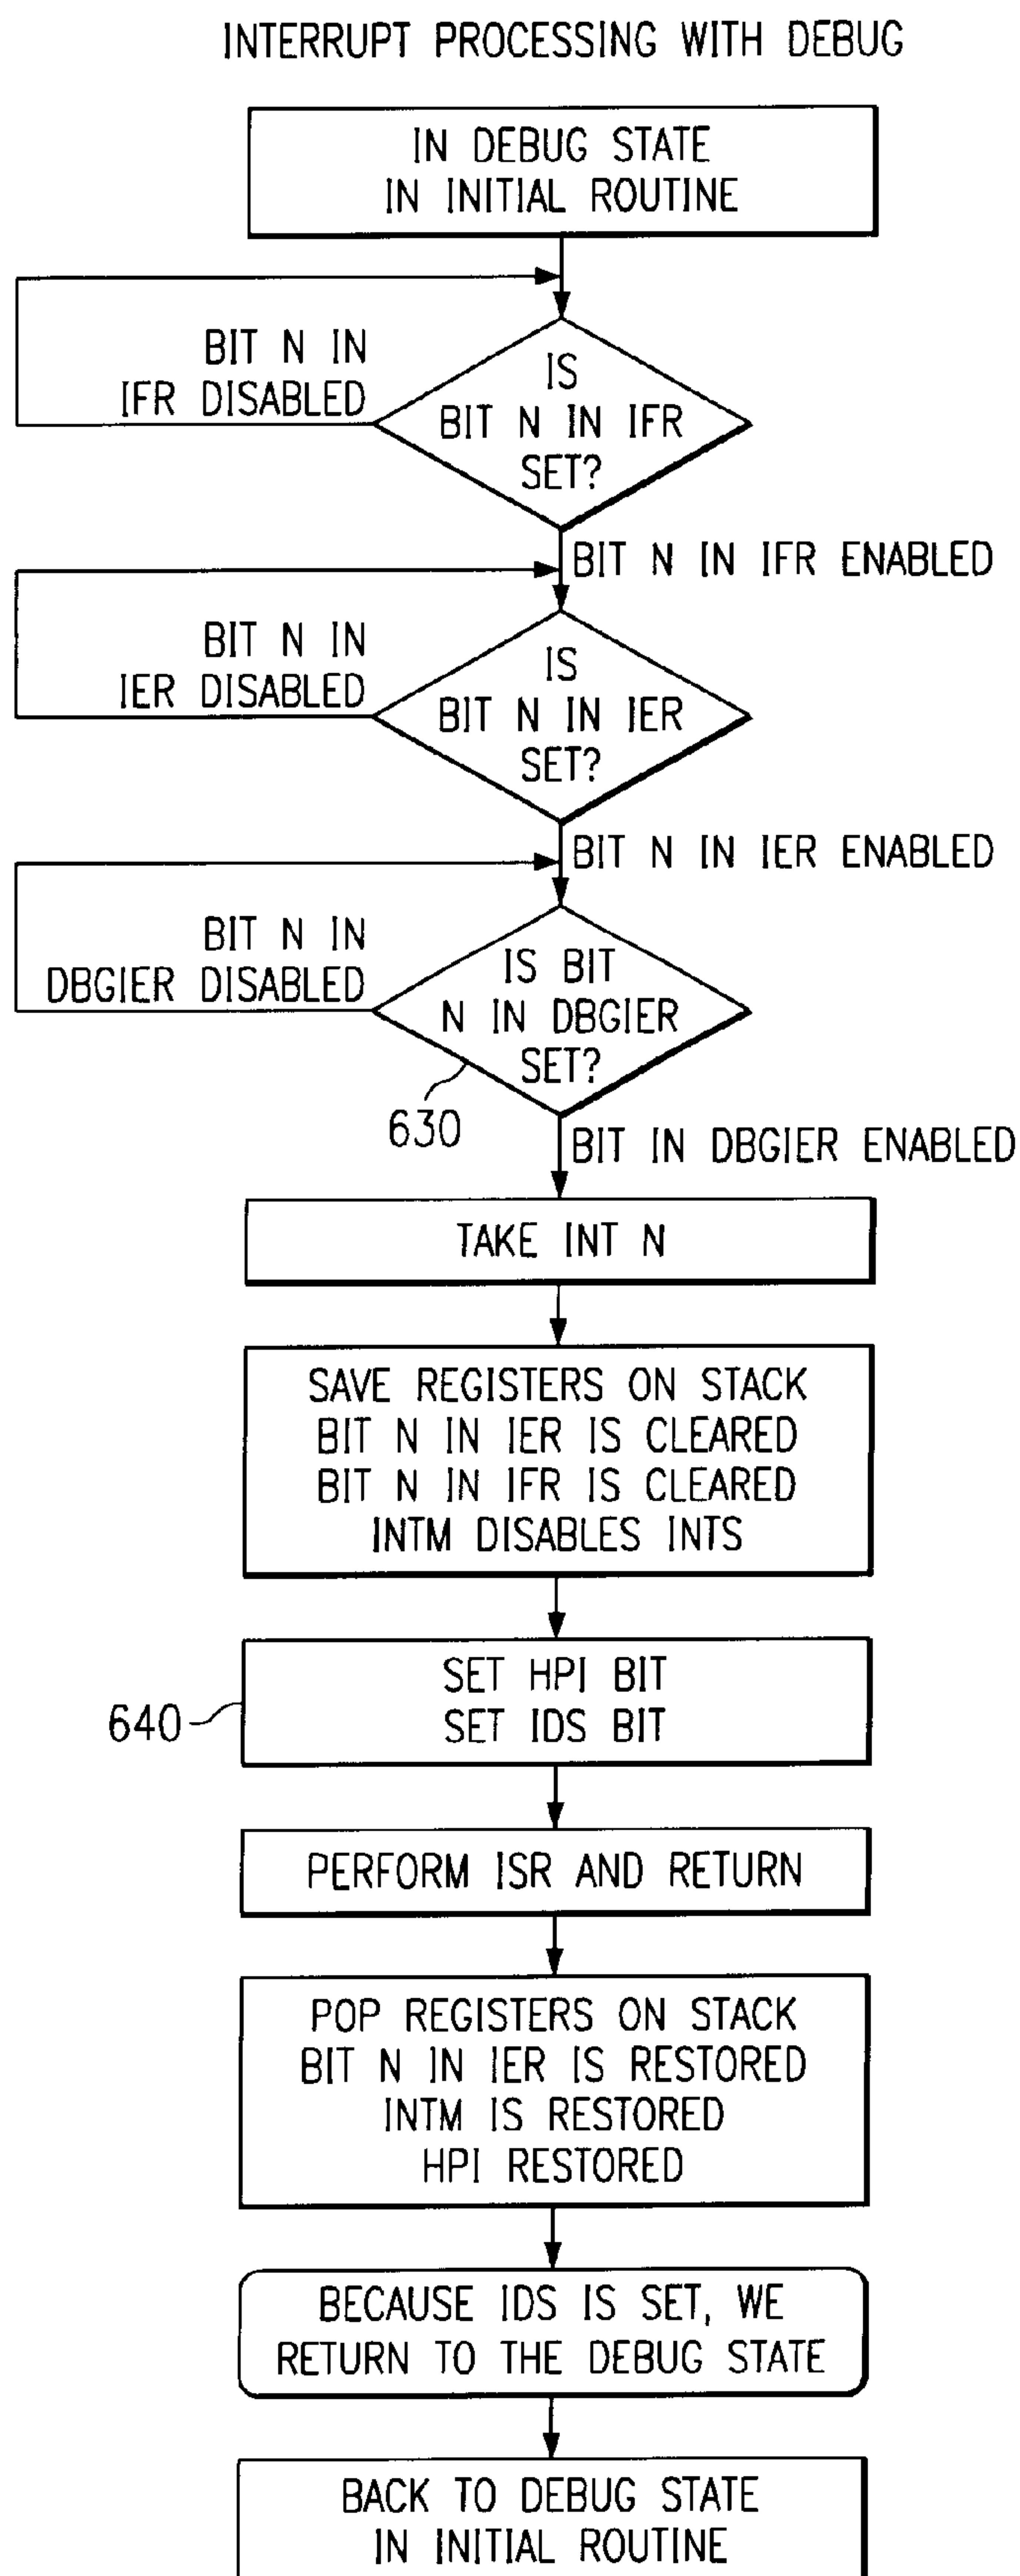 INTERRUPT PROCESSING WITH DEBUG
IN DEBUG STATE
IN INITIAL ROUTINE
BIT N IN
IFR DISABLED
IS
BIT N IN IFR
SET?
BIT N IN IFR ENABLED
BIT N IN
IER DISABLED
IS
BIT N IN IER
SET?
BIT N IN IER ENABLED
BIT N IN
DBGIER DISABLED
IS BIT
N IN DBGIER
SET?
630
BIT IN DBGIER ENABLED
TAKE INT N
SAVE REGISTERS ON STACK
BIT N IN IER IS CLEARED
BIT N IN IFR IS CLEARED
INTM DISABLES INTS
640
SET HPI BIT
SET IDS BIT
PERFORM ISR AND RETURN
POP REGISTERS ON STACK
BIT N IN IER IS RESTORED
INTM IS RESTORED
HPI RESTORED
BECAUSE IDS IS SET, WE
RETURN TO THE DEBUG STATE
BACK TO DEBUG STATE
IN INITIAL ROUTINE